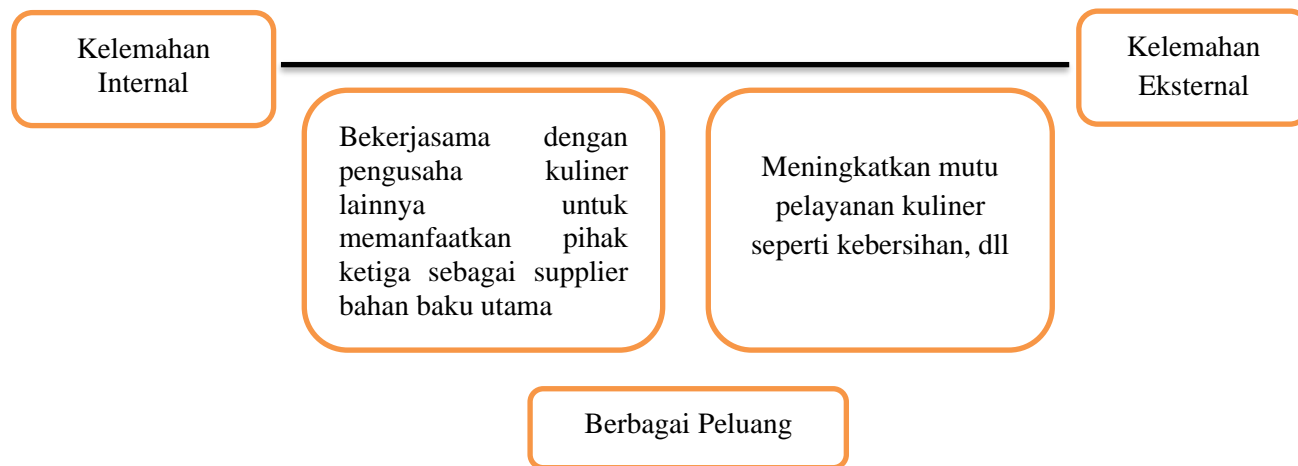 Kelemahan
Internal
Kelemahan
Eksternal
Bekerjasama dengan
pengusaha kuliner
lainnya untuk
memanfaatkan pihak
ketiga sebagai supplier
bahan baku utama
Meningkatkan mutu
pelayanan kuliner
seperti kebersihan, dll
Berbagai Peluang